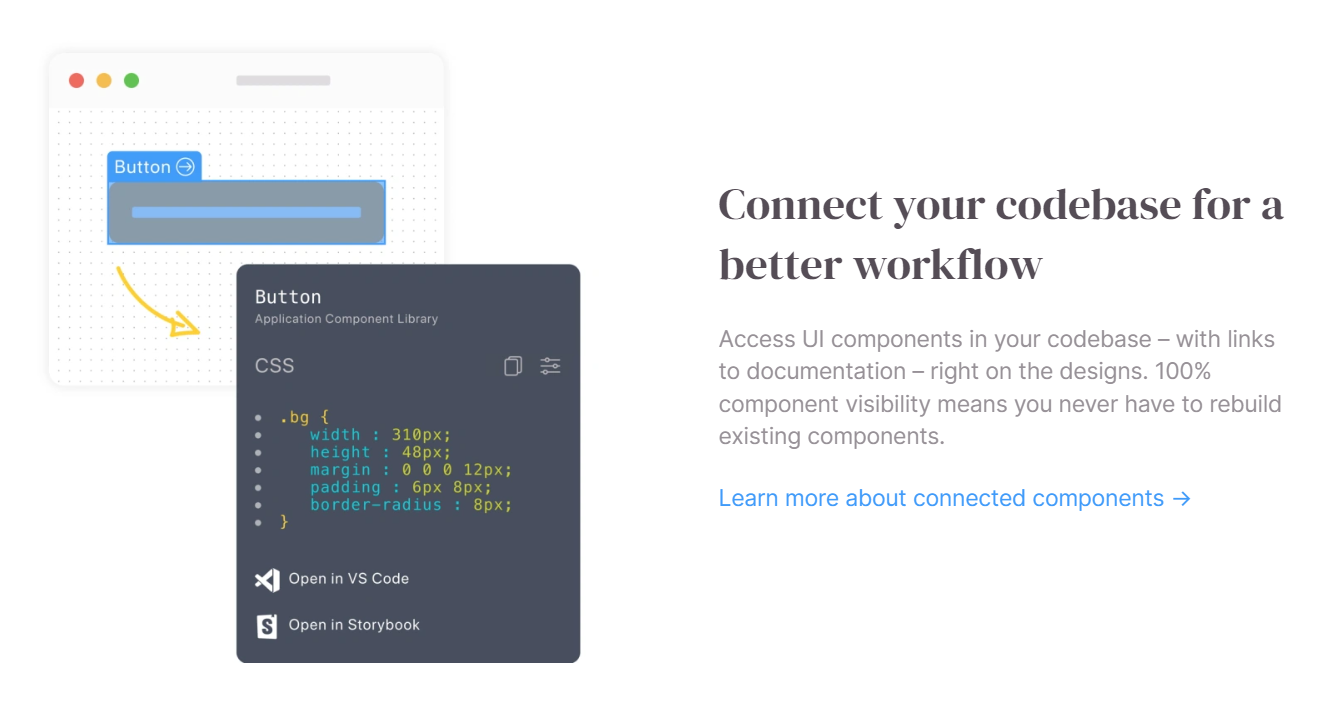 Button
Button
Application Component Library
CSS
.bg {
width : 310px;
height : 48px;
margin : 0 0 0 12px;
padding : 6px 8px;
border-radius : 8px;
}
Open in VS Code
Open in Storybook
Connect your codebase for a
better workflow
Access UI components in your codebase – with links
to documentation – right on the designs. 100%
component visibility means you never have to rebuild
existing components.
Learn more about connected components →